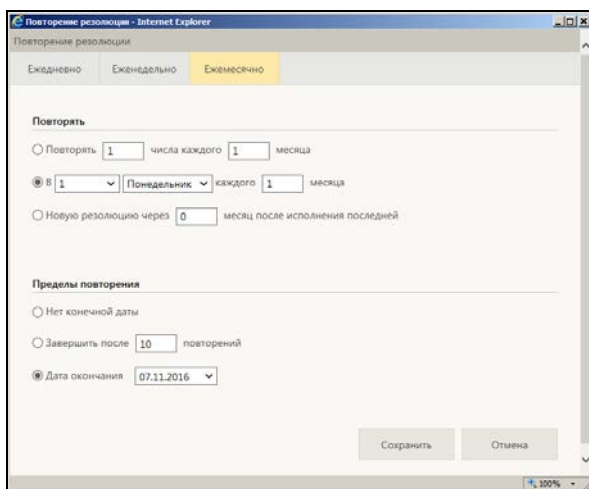 Повторение резолюции - Internet Explorer
Повторение резолюции
Ежедневно Еженедельно Ежемесячно
Повторять
Повторять 1 числа каждого 1 месяца
В 1 Понедельник каждого 1 месяца
Новую резолюцию через 0 месяц после исполнения последней
Пределы повторения
Нет конечной даты
Завершить после 10 повторений
Дата окончания 07.11.2016
Сохранить Отмена
100%